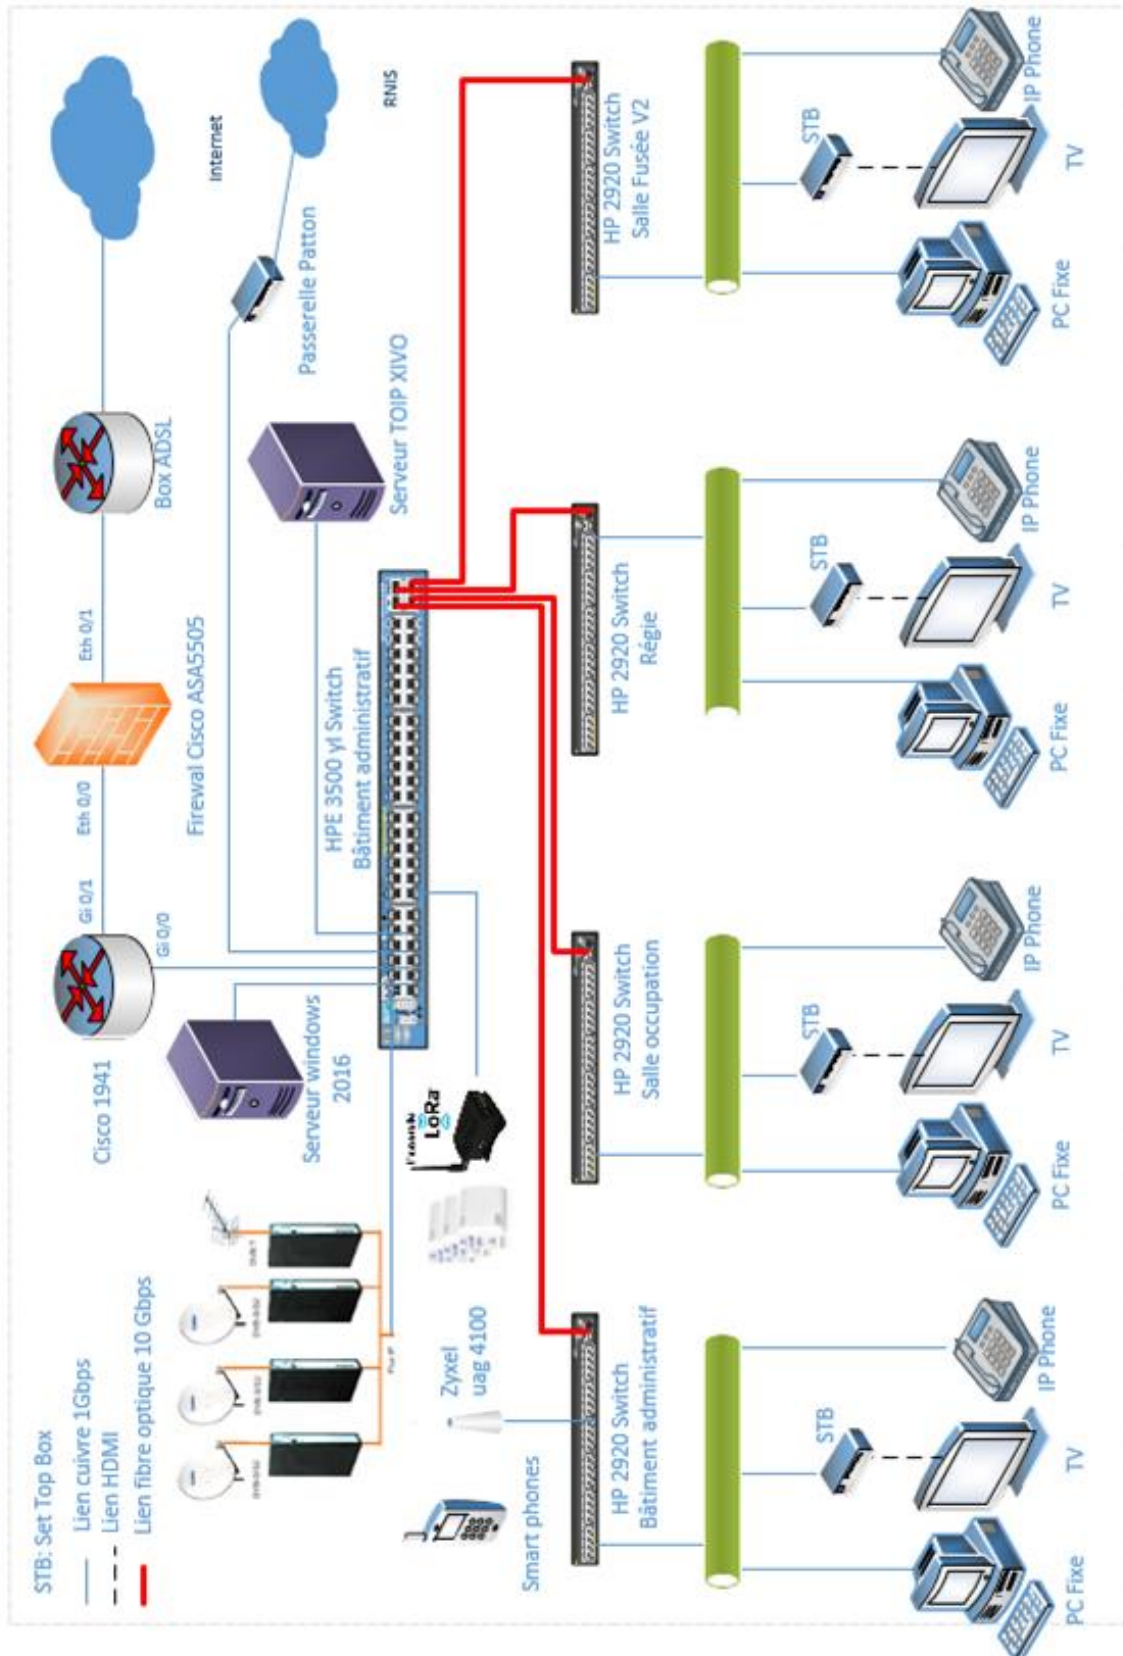 STB: Set Top Box
Lien cuivre 1Gbps
Lien HDMI
Lien fibre optique 10 Gbps
Cisco 1941
Gi 0/1
Gi 0/0
Eth 0/0
Firewal Cisco ASA5505
Eth 0/1
Box ADSL
Internet
RNIS
Passerelle Patton
Serveur windows
2016
Serveur TOIP XIVO
HPE 3500 yl Switch
Bâtiment administratif
LoRa
Zyxel
uag 4100
Smart phones
HP 2920 Switch
Bâtiment administratif
HP 2920 Switch
Salle occupation
HP 2920 Switch
Régie
HP 2920 Switch
Salle Fusée V2
PC Fixe
STB
TV
IP Phone
PC Fixe
STB
TV
IP Phone
PC Fixe
STB
TV
IP Phone
PC Fixe
STB
TV
IP Phone